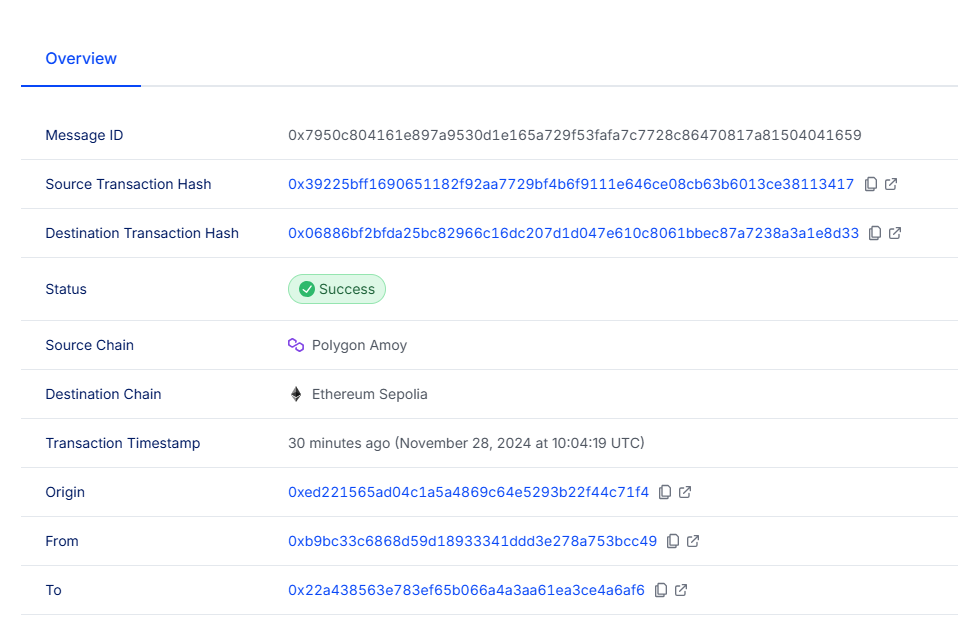 Overview
Message ID 0x7950c804161e897a9530d1e165a729f53fafa7c7728c86470817a81504041659
Source Transaction Hash 0x39225bff1690651182f92aa7729bf4b6f9111e646ce08cb63b6013ce38113417
Destination Transaction Hash 0x06886bf2bfda25bc82966c16dc207d1d047e610c8061bbec87a7238a3a1e8d33
Status Success
Source Chain Polygon Amoy
Destination Chain Ethereum Sepolia
Transaction Timestamp 30 minutes ago (November 28, 2024 at 10:04:19 UTC)
Origin 0xed221565ad04c1a5a4869c64e5293b22f44c71f4
From 0xb9bc33c6868d59d18933341ddd3e278a753bcc49
To 0x22a438563e783ef65b066a4a3aa61ea3ce4a6af6